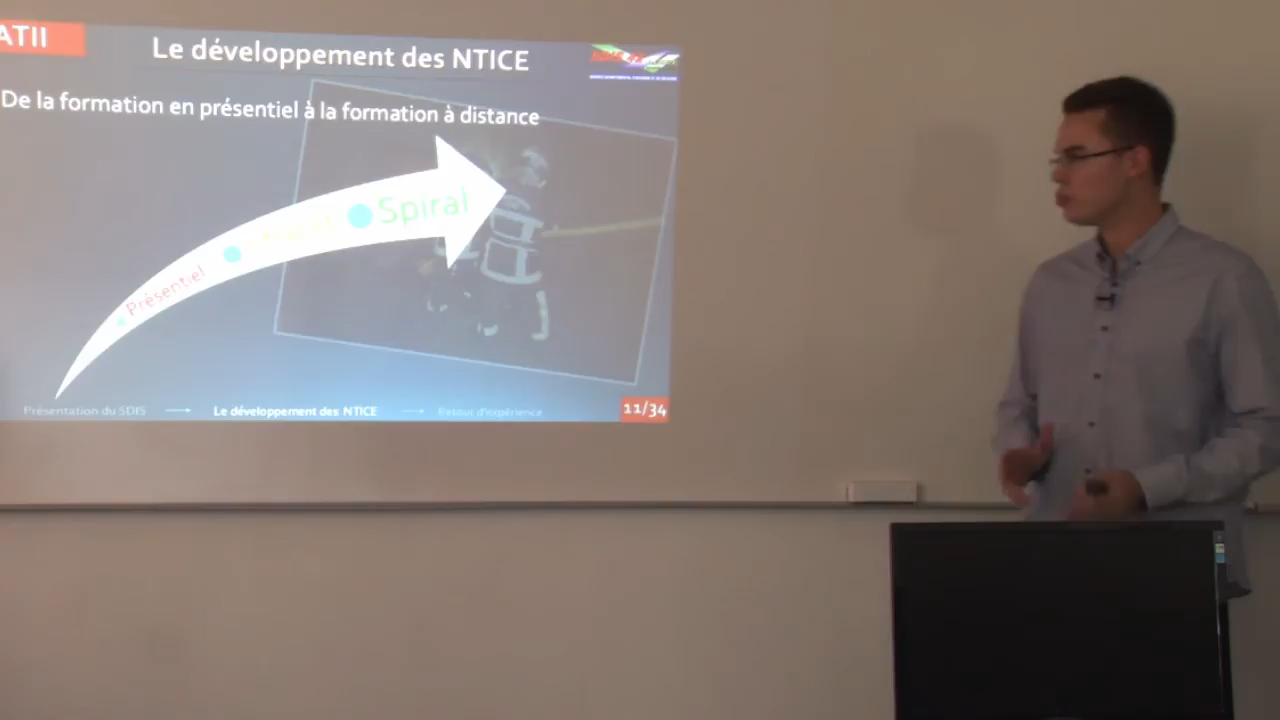 ATII
Le développement des NTICE
De la formation en présentiel à la formation à distance
Présentiel
Spiral
Présentation du SDIS → Le développement des NTICE → Retour d'expérience
11/34